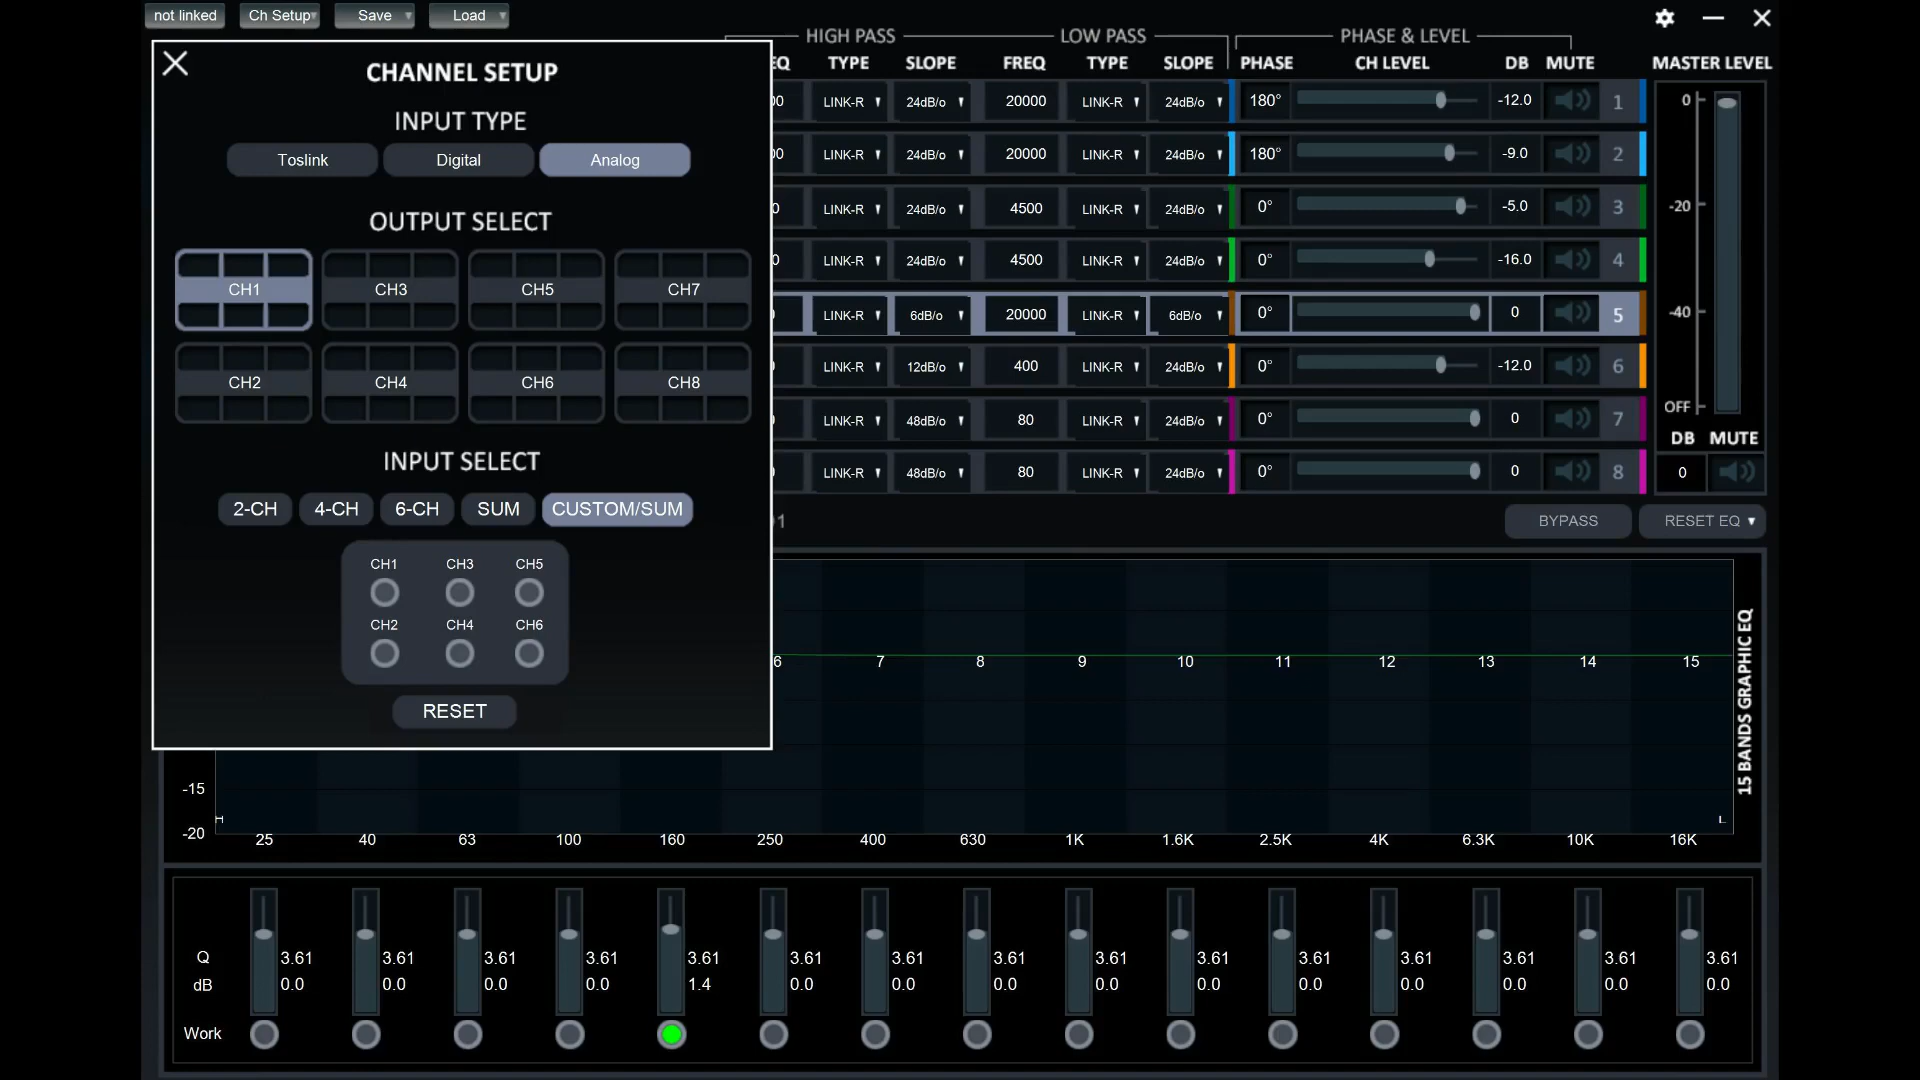 not linked Ch Setup Save Load
HIGH PASS LOW PASS PHASE & LEVEL
EQ TYPE SLOPE FREQ TYPE SLOPE PHASE CH LEVEL DB MUTE MASTER LEVEL
CHANNEL SETUP
INPUT TYPE
Toslink Digital Analog
OUTPUT SELECT
CH1 CH3 CH5 CH7
CH2 CH4 CH6 CH8
INPUT SELECT
2-CH 4-CH 6-CH SUM CUSTOM/SUM
CH1 CH3 CH5
CH2 CH4 CH6
RESET
00 LINK-R 24dB/o 20000 LINK-R 24dB/o 180° -12.0 1
00 LINK-R 24dB/o 20000 LINK-R 24dB/o 180° -9.0 2
0 LINK-R 24dB/o 4500 LINK-R 24dB/o 0° -5.0 3
0 LINK-R 24dB/o 4500 LINK-R 24dB/o 0° -16.0 4
LINK-R 6dB/o 20000 LINK-R 6dB/o 0° 0 5
LINK-R 12dB/o 400 LINK-R 24dB/o 0° -12.0 6
LINK-R 48dB/o 80 LINK-R 24dB/o 0° 0 7
LINK-R 48dB/o 80 LINK-R 24dB/o 0° 0 8
0
-20
-40
OFF
DB MUTE
0
BYPASS RESET EQ
6 7 8 9 10 11 12 13 14 15
15 BANDS GRAPHIC EQ
-15
-20
H L
25 40 63 100 160 250 400 630 1K 1.6K 2.5K 4K 6.3K 10K 16K
Q 3.61 3.61 3.61 3.61 3.61 3.61 3.61 3.61 3.61 3.61 3.61 3.61 3.61 3.61 3.61
dB 0.0 0.0 0.0 0.0 1.4 0.0 0.0 0.0 0.0 0.0 0.0 0.0 0.0 0.0 0.0
Work